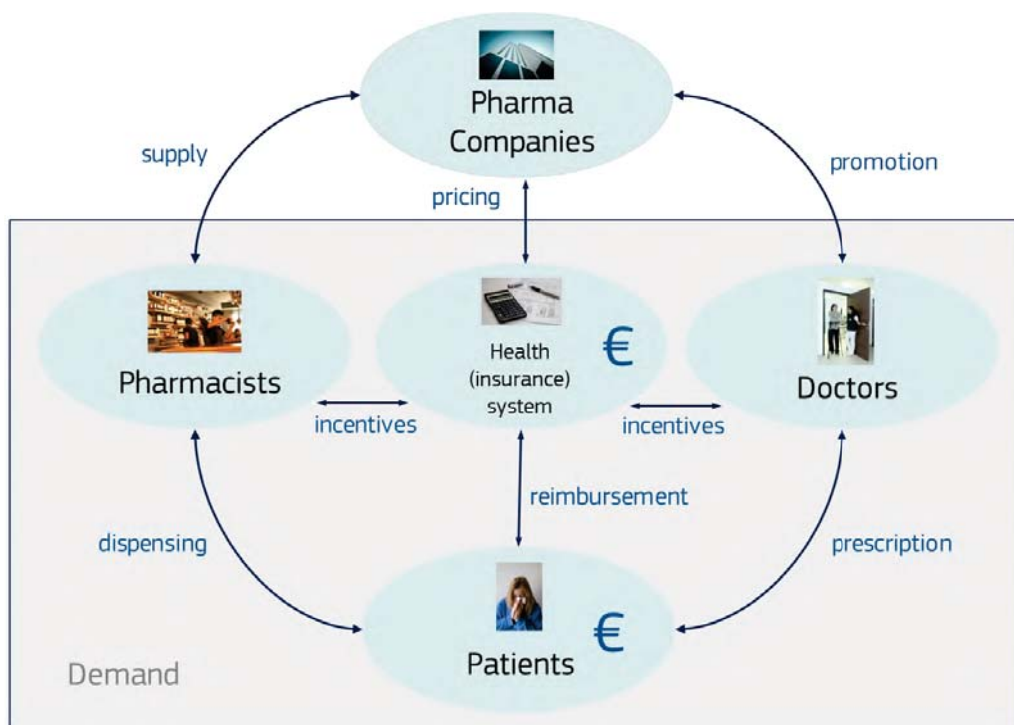 Pharma
Companies
supply
promotion
pricing
Pharmacists
Health
(insurance)
system
€
Doctors
incentives
incentives
reimbursement
dispensing
prescription
Patients
€
Demand